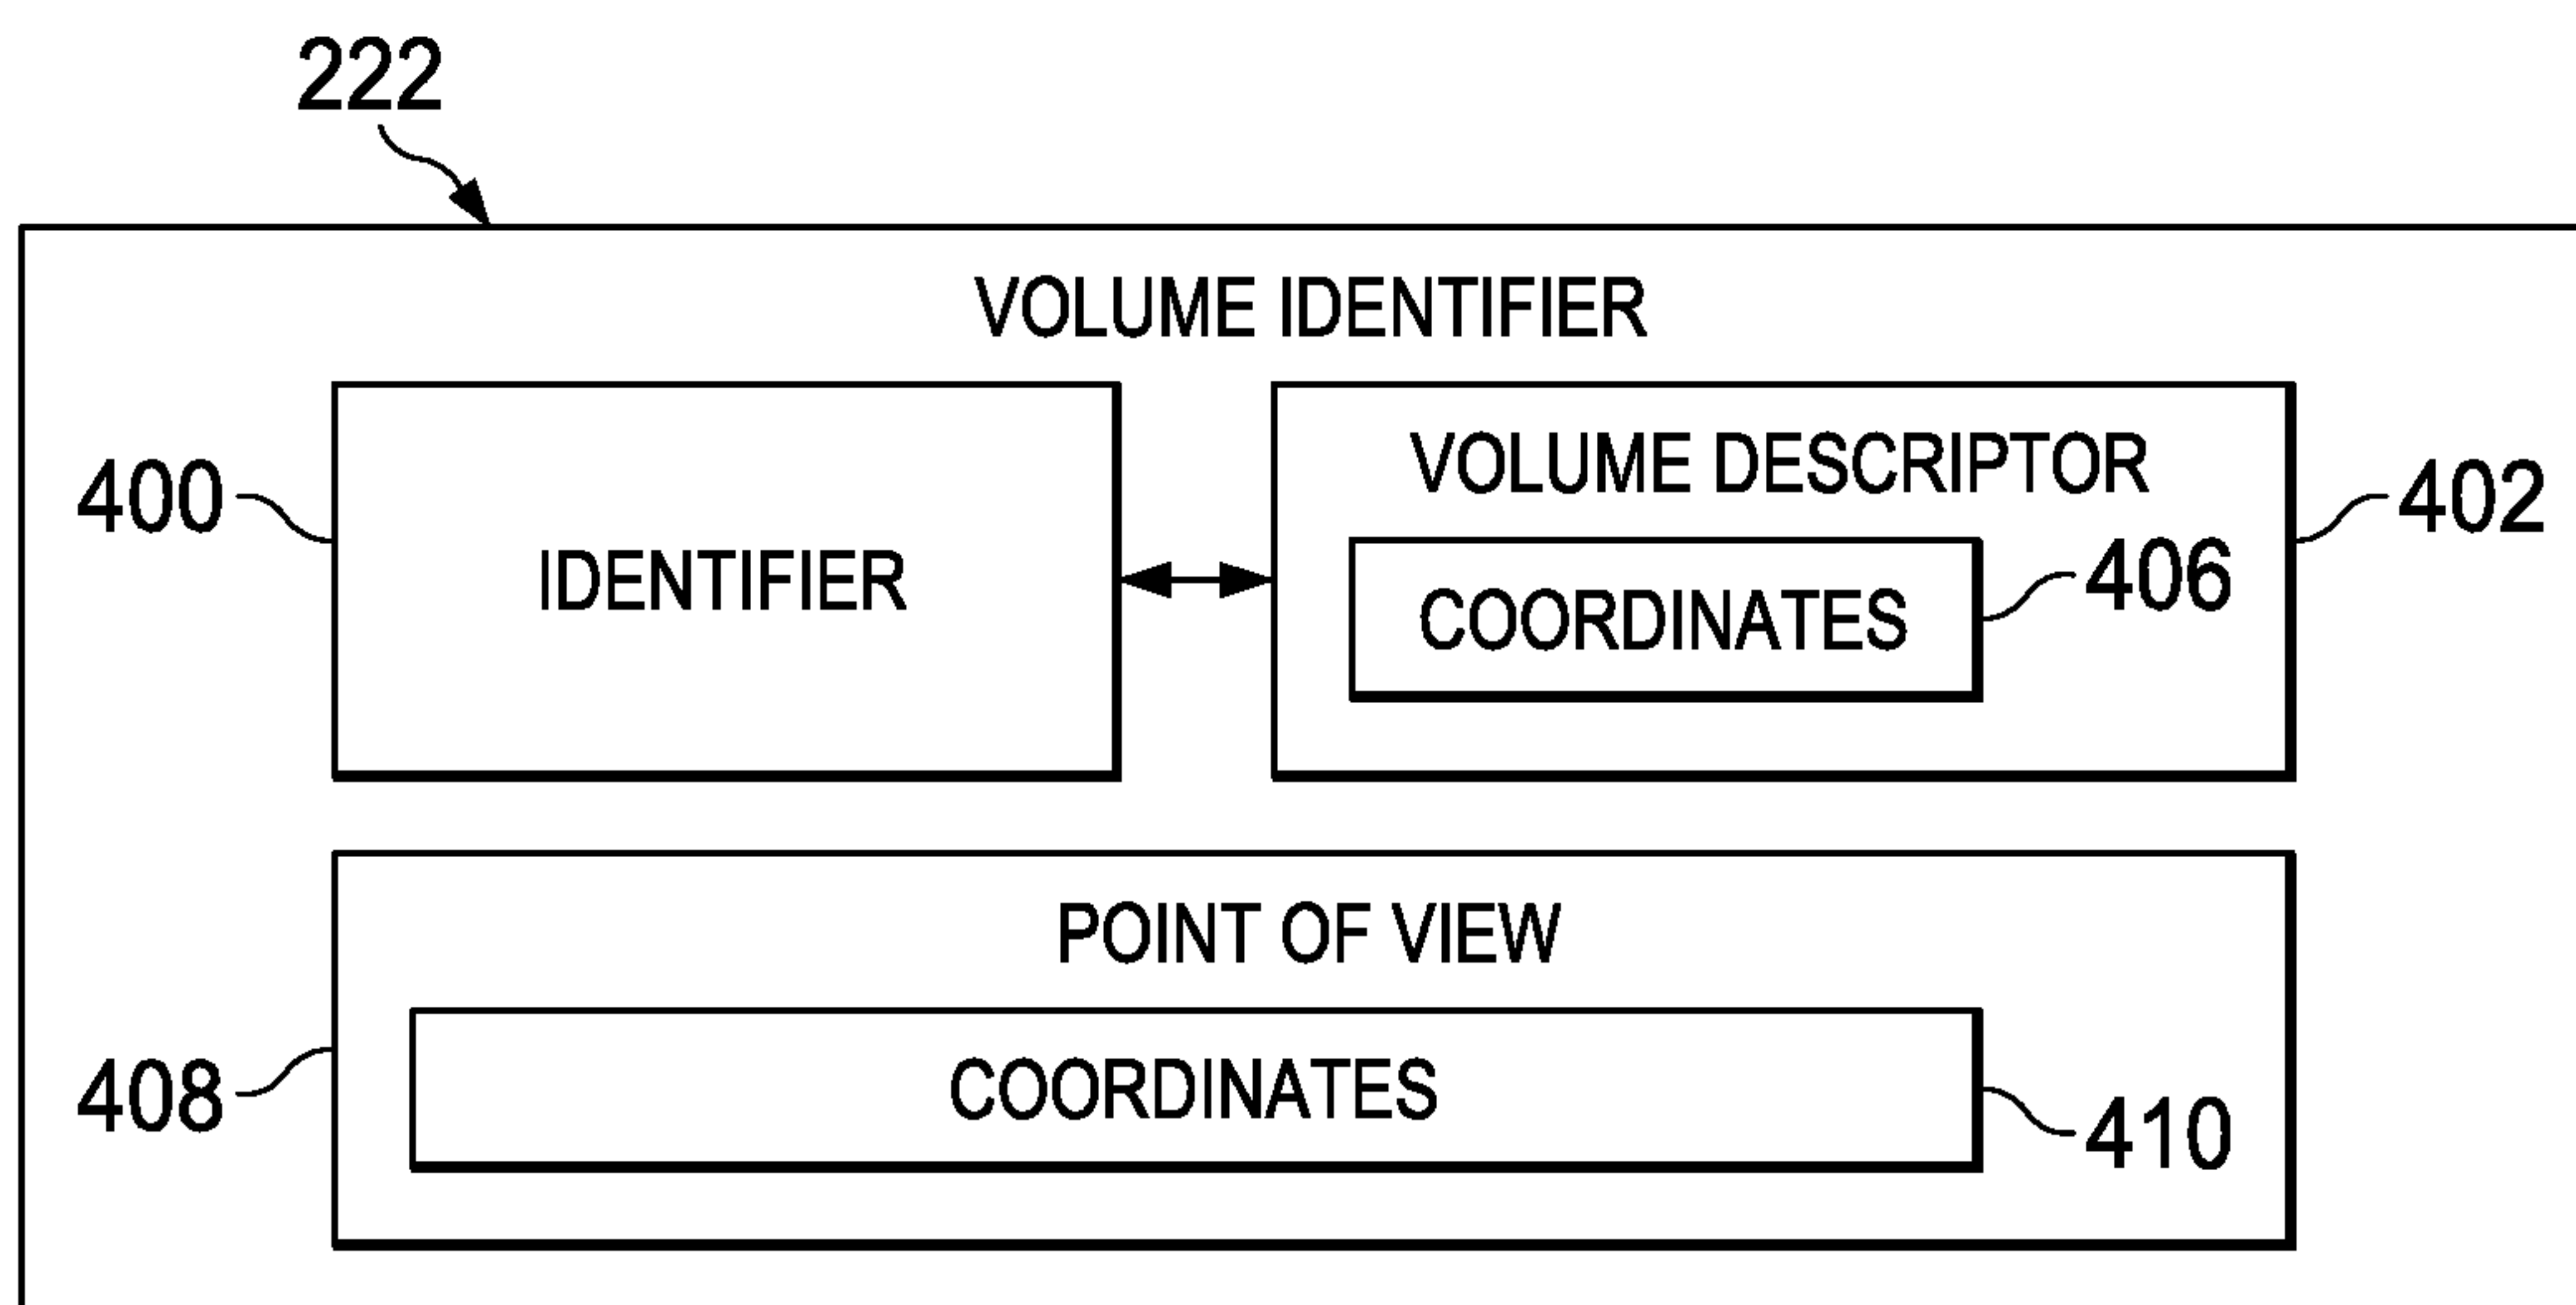 222
VOLUME IDENTIFIER
400
IDENTIFIER
VOLUME DESCRIPTOR
402
COORDINATES
406
POINT OF VIEW
408
COORDINATES
410